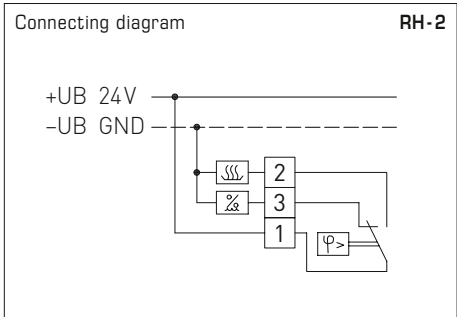 Connecting diagram RH-2
+UB 24V
−UB GND
2
%
3
1
φ>